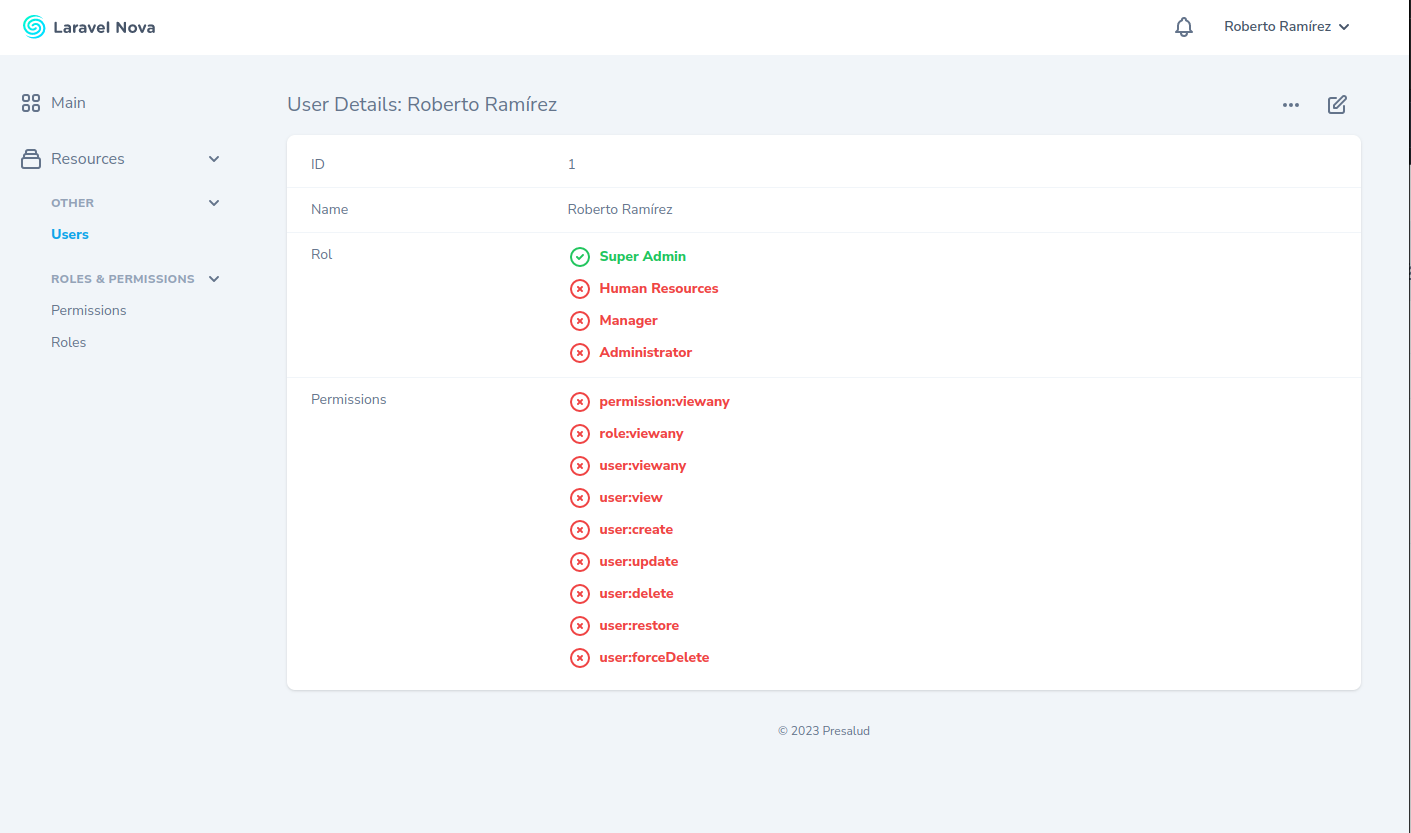 Laravel Nova
Roberto Ramírez
Main
Resources
OTHER
Users
ROLES & PERMISSIONS
Permissions
Roles
User Details: Roberto Ramírez
ID 1
Name Roberto Ramírez
Rol Super Admin
Human Resources
Manager
Administrator
Permissions permission:viewany
role:viewany
user:viewany
user:view
user:create
user:update
user:delete
user:restore
user:forceDelete
© 2023 Presalud